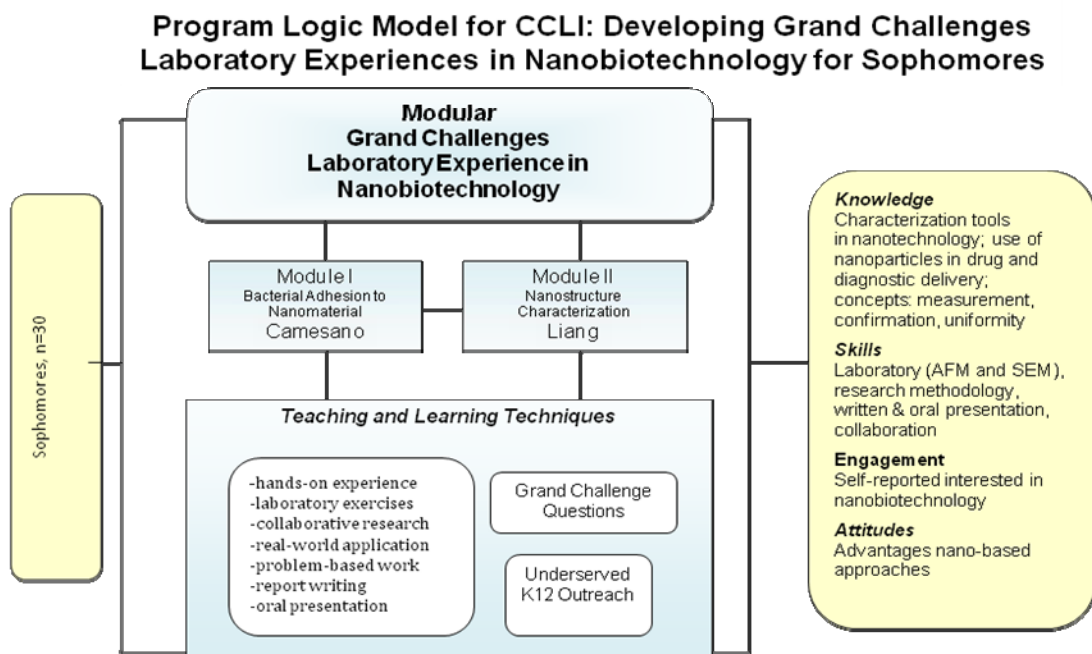 Program Logic Model for CCLI: Developing Grand Challenges
Laboratory Experiences in Nanobiotechnology for Sophomores
Sophomores, n=30
Modular
Grand Challenges
Laboratory Experience in
Nanobiotechnology
Module I
Bacterial Adhesion to
Nanomaterial
Camesano
Module II
Nanostructure
Characterization
Liang
Teaching and Learning Techniques
-hands-on experience
-laboratory exercises
-collaborative research
-real-world application
-problem-based work
-report writing
-oral presentation
Grand Challenge
Questions
Underserved
K12 Outreach
Knowledge
Characterization tools
in nanotechnology; use of
nanoparticles in drug and
diagnostic delivery;
concepts: measurement,
confirmation, uniformity
Skills
Laboratory (AFM and SEM),
research methodology,
written & oral presentation,
collaboration
Engagement
Self-reported interested in
nanobiotechnology
Attitudes
Advantages nano-based
approaches